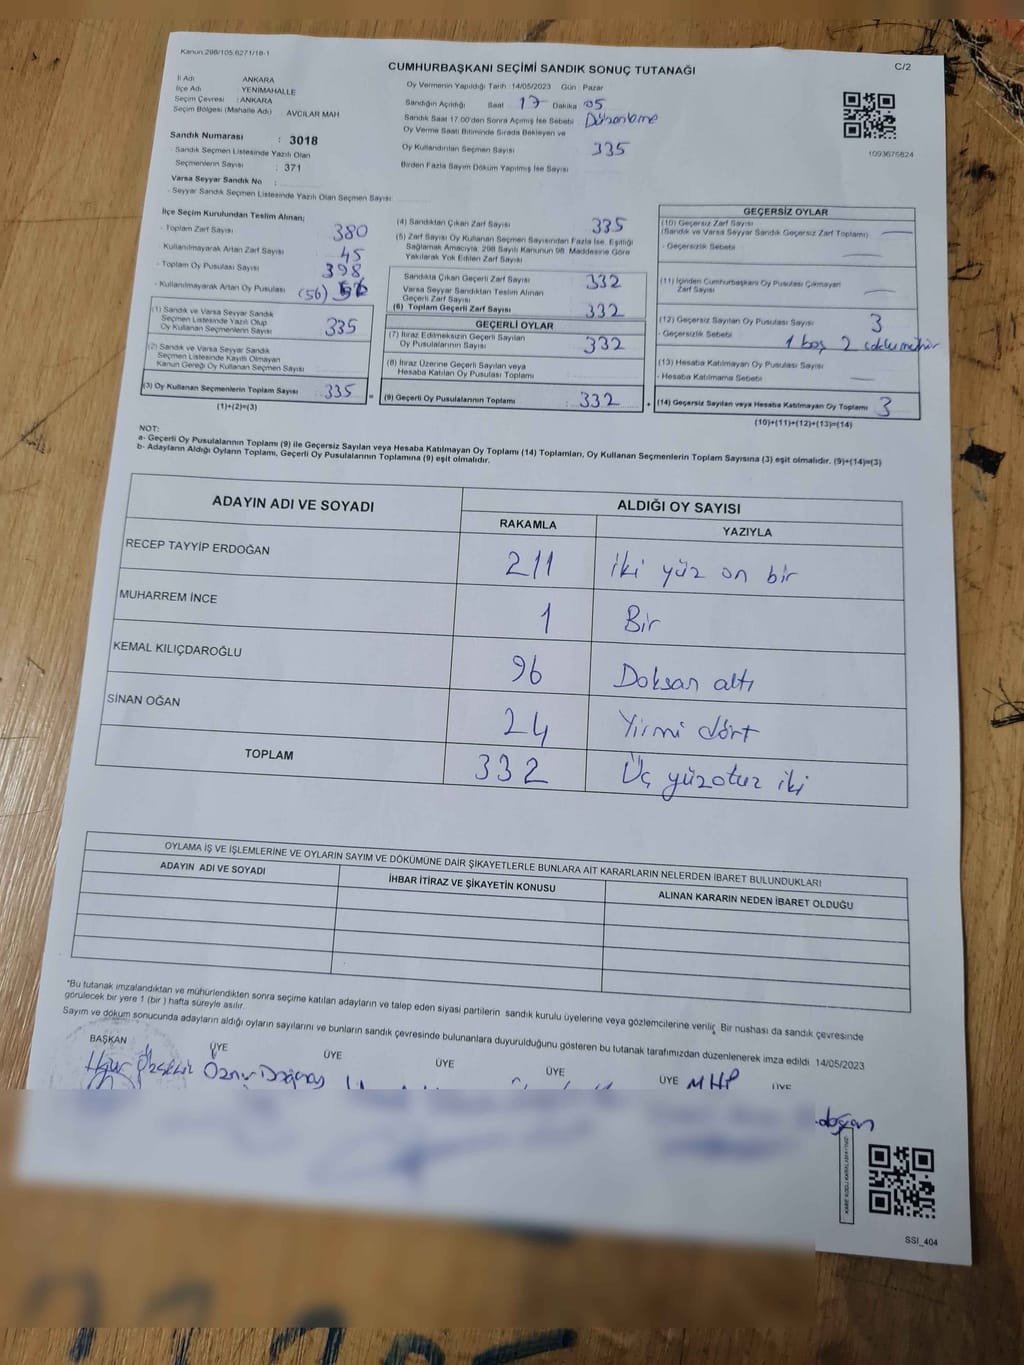 Kanun:298/105.6271/18-1
C/2
CUMHURBAŞKANI SEÇİMİ SANDIK SONUÇ TUTANAĞI
İl Adı ANKARA
İlçe Adı YENİMAHALLE
Seçim Çevresi : ANKARA
Seçim Bölgesi (Mahalle Adı) : AVCILAR MAH
Sandık Numarası : 3018
- Sandık Seçmen Listesinde Yazılı Olan
Seçmenlerin Sayısı : 371
Varsa Seyyar Sandık No :
- Seyyar Sandık Seçmen Listesinde Yazılı Olan Seçmen Sayısı:
Oy Vermenin Yapıldığı Tarih :14/05/2023 Gün : Pazar
Sandığın Açıldığı Saat 17 Dakika 05
Sandık Saat 17.00'den Sonra Açılmış İse Sebebi : Düzenleme
Oy Verme Saati Bitiminde Sırada Bekleyen ve
Oy Kullandırılan Seçmen Sayısı 335
Birden Fazla Sayım Döküm Yapılmış İse Sayısı
1093675824
İlçe Seçim Kurulundan Teslim Alınan;
- Toplam Zarf Sayısı 380
- Kullanılmayarak Artan Zarf Sayısı 45
- Toplam Oy Pusulası Sayısı 398
- Kullanılmayarak Artan Oy Pusulası (56)
(1) Sandık ve Varsa Seyyar Sandık
Seçmen Listesinde Yazılı Olup
Oy Kullanan Seçmenlerin Sayısı 335
(2) Sandık ve Varsa Seyyar Sandık
Seçmen Listesinde Kayıtlı Olmayan
Kanun Gereği Oy Kullanan Seçmen Sayısı
(3) Oy Kullanan Seçmenlerin Toplam Sayısı : 335 =
(1)+(2)=(3)
(4) Sandıktan Çıkan Zarf Sayısı 335
(5) Zarf Sayısı Oy Kullanan Seçmen Sayısından Fazla İse, Eşitliği
Sağlamak Amacıyla, 298 Sayılı Kanunun 98. Maddesine Göre
Yakılarak Yok Edilen Zarf Sayısı
Sandıkta Çıkan Geçerli Zarf Sayısı 332
Varsa Seyyar Sandıktan Teslim Alınan
Geçerli Zarf Sayısı
(6) Toplam Geçerli Zarf Sayısı 332
GEÇERLİ OYLAR
(7) İtiraz Edilmeksizin Geçerli Sayılan
Oy Pusulalarının Sayısı 332
(8) İtiraz Üzerine Geçerli Sayılan veya
Hesaba Katılan Oy Pusulası Toplamı
(9) Geçerli Oy Pusulalarının Toplamı : 332 +
GEÇERSİZ OYLAR
(10) Geçersiz Zarf Sayısı
(Sandık ve Varsa Seyyar Sandık Geçersiz Zarf Toplamı) —
- Geçersizlik Sebebi —
(11) İçinden Cumhurbaşkanı Oy Pusulası Çıkmayan
Zarf Sayısı —
(12) Geçersiz Sayılan Oy Pusulası Sayısı 3
- Geçersizlik Sebebi 1 boş 2 çoklu mühür
(13) Hesaba Katılmayan Oy Pusulası Sayısı
- Hesaba Katılmama Sebebi —
(14) Geçersiz Sayılan veya Hesaba Katılmayan Oy Toplamı 3
(10)+(11)+(12)+(13)=(14)
NOT:
a- Geçerli Oy Pusulalarının Toplamı (9) ile Geçersiz Sayılan veya Hesaba Katılmayan Oy Toplamı (14) Toplamları, Oy Kullanan Seçmenlerin Toplam Sayısına (3) eşit olmalıdır. (9)+(14)=(3)
b- Adayların Aldığı Oyların Toplamı, Geçerli Oy Pusulalarının Toplamına (9) eşit olmalıdır.
ADAYIN ADI VE SOYADI
ALDIĞI OY SAYISI
RAKAMLA YAZIYLA
RECEP TAYYİP ERDOĞAN 211 İki yüz on bir
MUHARREM İNCE 1 Bir
KEMAL KILIÇDAROĞLU 96 Doksan altı
SİNAN OĞAN 24 Yirmi dört
TOPLAM 332 Üç yüzotuz iki
OYLAMA İŞ VE İŞLEMLERİNE VE OYLARIN SAYIM VE DÖKÜMÜNE DAİR ŞİKAYETLERLE BUNLARA AİT KARARLARIN NELERDEN İBARET BULUNDUKLARI
ADAYIN ADI VE SOYADI İHBAR İTİRAZ VE ŞİKAYETİN KONUSU ALINAN KARARIN NEDEN İBARET OLDUĞU
*Bu tutanak imzalandıktan ve mühürlendikten sonra seçime katılan adayların ve talep eden siyasi partilerin sandık kurulu üyelerine veya gözlemcilerine verilir. Bir nüshası da sandık çevresinde
görülecek bir yere 1 (bir ) hafta süreyle asılır.
Sayım ve döküm sonucunda adayların aldığı oyların sayılarını ve bunların sandık çevresinde bulunanlara duyurulduğunu gösteren bu tutanak tarafımızdan düzenlenerek imza edildi 14/05/2023
BAŞKAN ÜYE ÜYE ÜYE ÜYE ÜYE MHP ÜYE
SSI_404